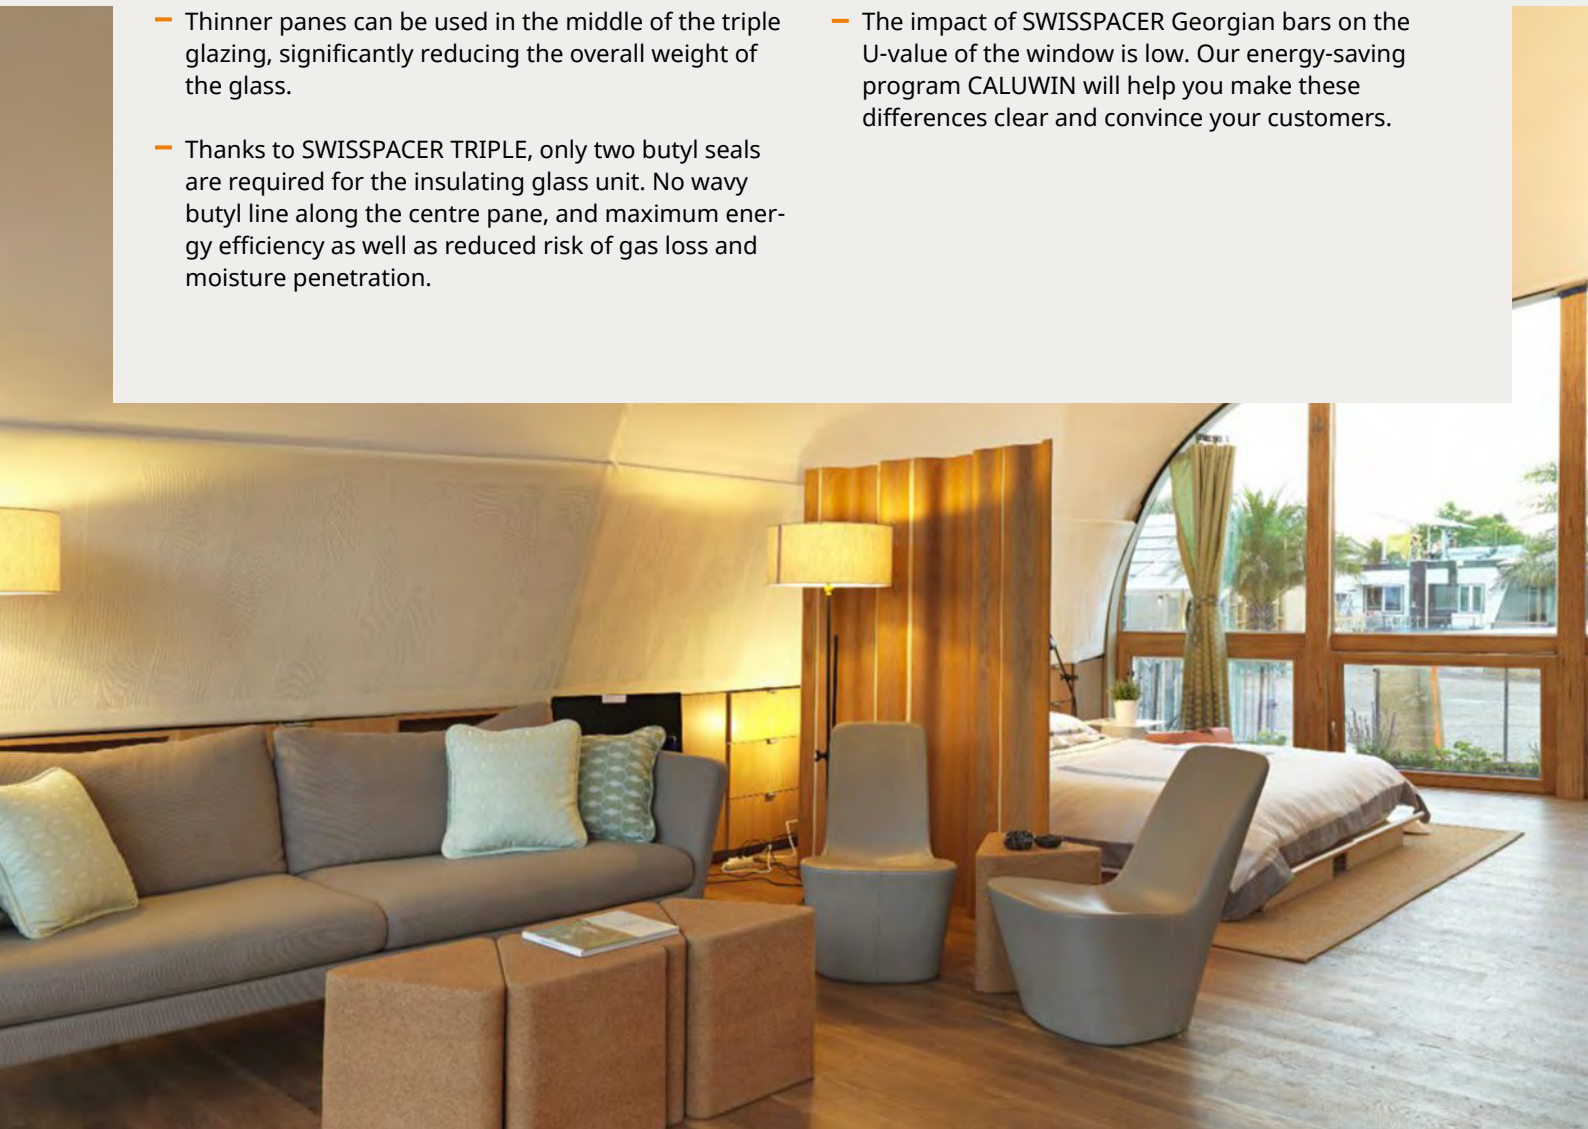 Thinner panes can be used in the middle of the triple
glazing, significantly reducing the overall weight of
the glass.
Thanks to SWISSPACER TRIPLE, only two butyl seals
are required for the insulating glass unit. No wavy
butyl line along the centre pane, and maximum ener-
gy efficiency as well as reduced risk of gas loss and
moisture penetration.
The impact of SWISSPACER Georgian bars on the
U-value of the window is low. Our energy-saving
program CALUWIN will help you make these
differences clear and convince your customers.